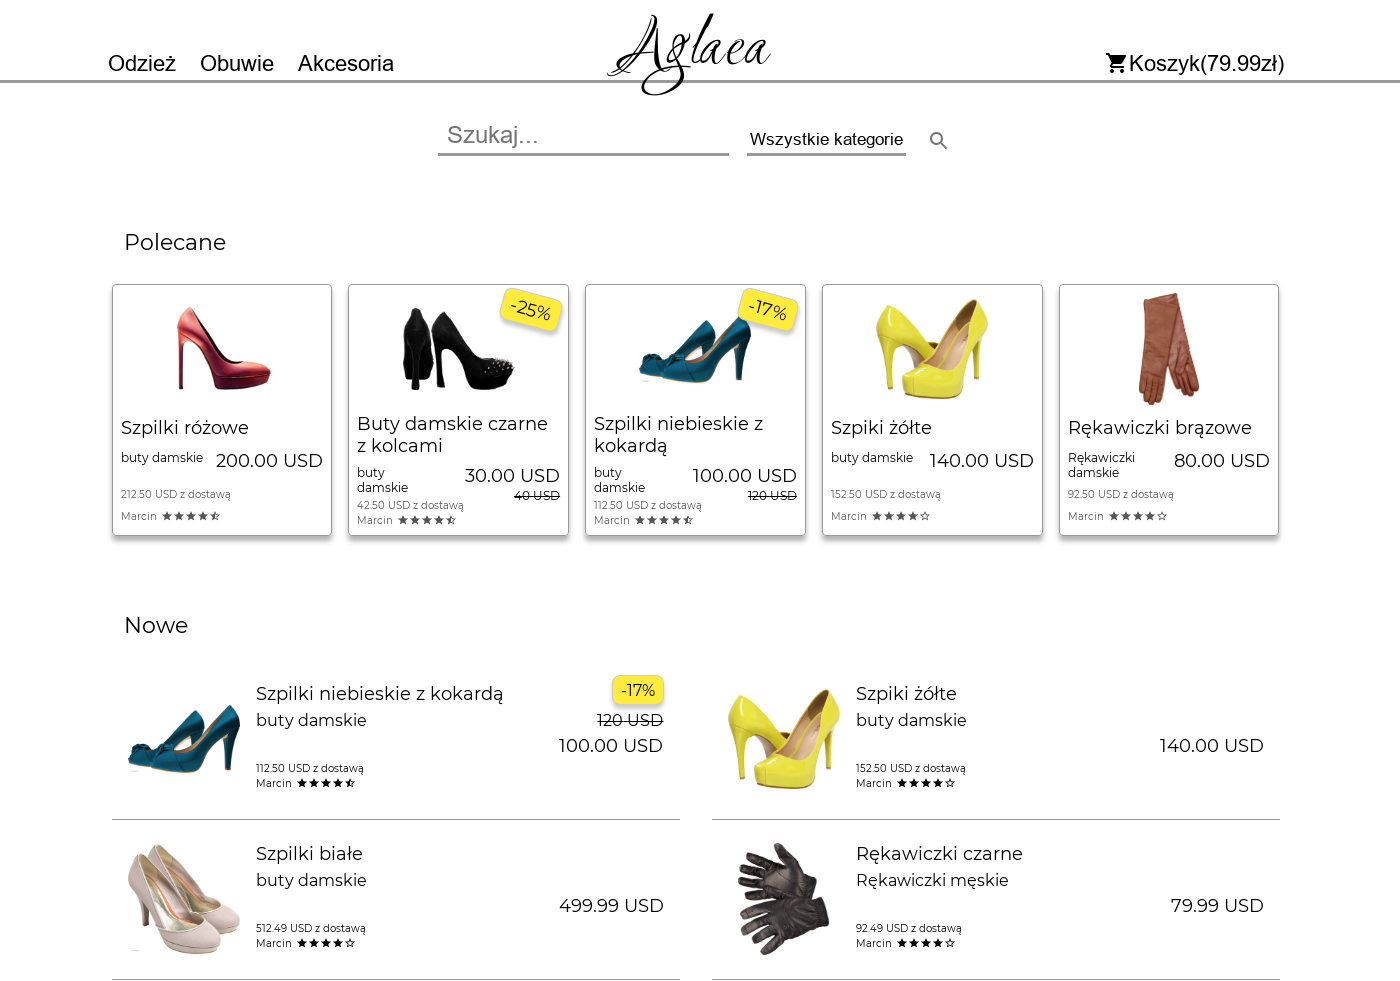 Odzież Obuwie Akcesoria
Aglaea
Koszyk(79.99zł)
Szukaj...
Wszystkie kategorie
Polecane
Szpilki różowe
buty damskie
200.00 USD
212.50 USD z dostawą
Marcin
-25%
Buty damskie czarne
z kolcami
buty
damskie
30.00 USD
40 USD
42.50 USD z dostawą
Marcin
-17%
Szpilki niebieskie z
kokardą
buty
damskie
100.00 USD
120 USD
112.50 USD z dostawą
Marcin
Szpiki żółte
buty damskie
140.00 USD
152.50 USD z dostawą
Marcin
Rękawiczki brązowe
Rękawiczki
damskie
80.00 USD
92.50 USD z dostawą
Marcin
Nowe
Szpilki niebieskie z kokardą
buty damskie
-17%
120 USD
100.00 USD
112.50 USD z dostawą
Marcin
Szpiki żółte
buty damskie
140.00 USD
152.50 USD z dostawą
Marcin
Szpilki białe
buty damskie
499.99 USD
512.49 USD z dostawą
Marcin
Rękawiczki czarne
Rękawiczki męskie
79.99 USD
92.49 USD z dostawą
Marcin